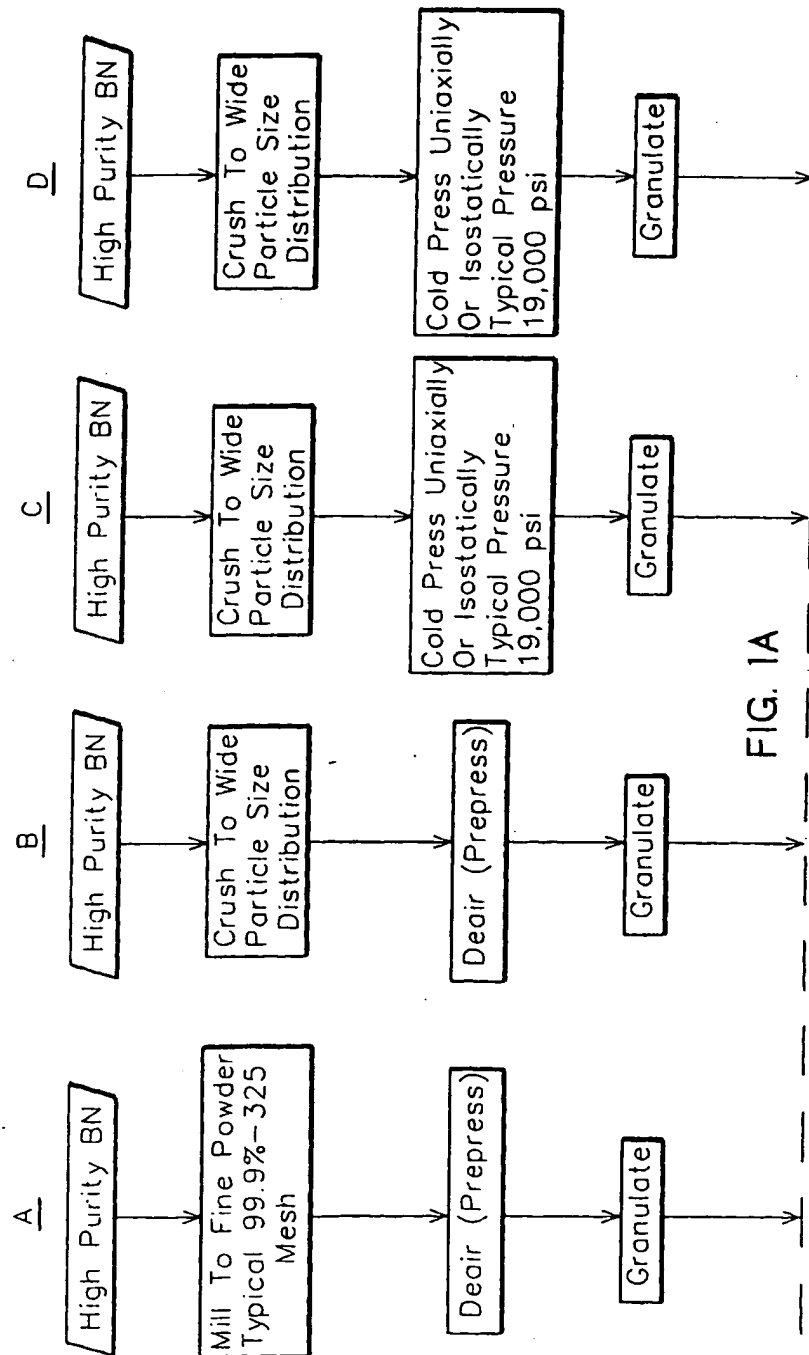 A
High Purity BN
Mill To Fine Powder
Typical 99.9%-325
Mesh
Deair (Prepress)
Granulate
B
High Purity BN
Crush To Wide
Particle Size
Distribution
Deair (Prepress)
Granulate
C
High Purity BN
Crush To Wide
Particle Size
Distribution
Cold Press Uniaxially
Or Isostatically
Typical Pressure
19,000 psi
Granulate
D
High Purity BN
Crush To Wide
Particle Size
Distribution
Cold Press Uniaxially
Or Isostatically
Typical Pressure
19,000 psi
Granulate
FIG. 1A